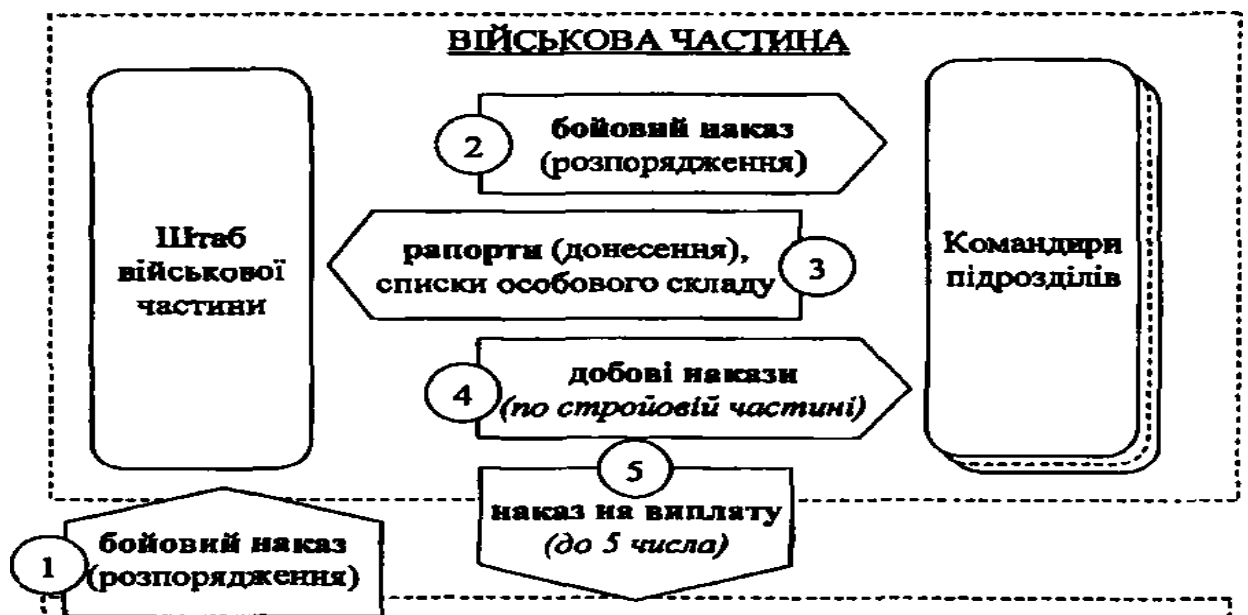 ВІЙСЬКОВА ЧАСТИНА
Штаб
військової
частини
2
бойовий наказ
(розпорядження)
рапорти (донесення),
списки особового складу
3
Командири
підрозділів
4
добові накази
(по стройовій частині)
5
наказ на виплату
(до 5 числа)
1
бойовий наказ
(розпорядження)